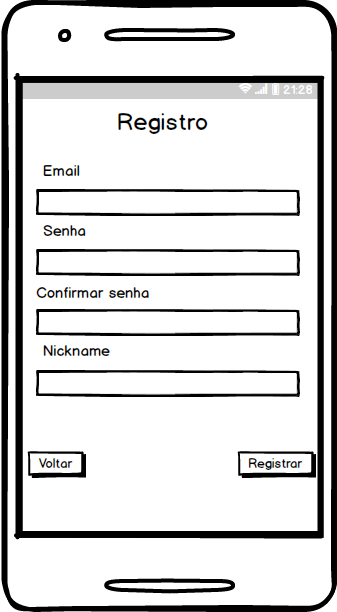 21:28
Registro
Email
Senha
Confirmar senha
Nickname
Voltar
Registrar